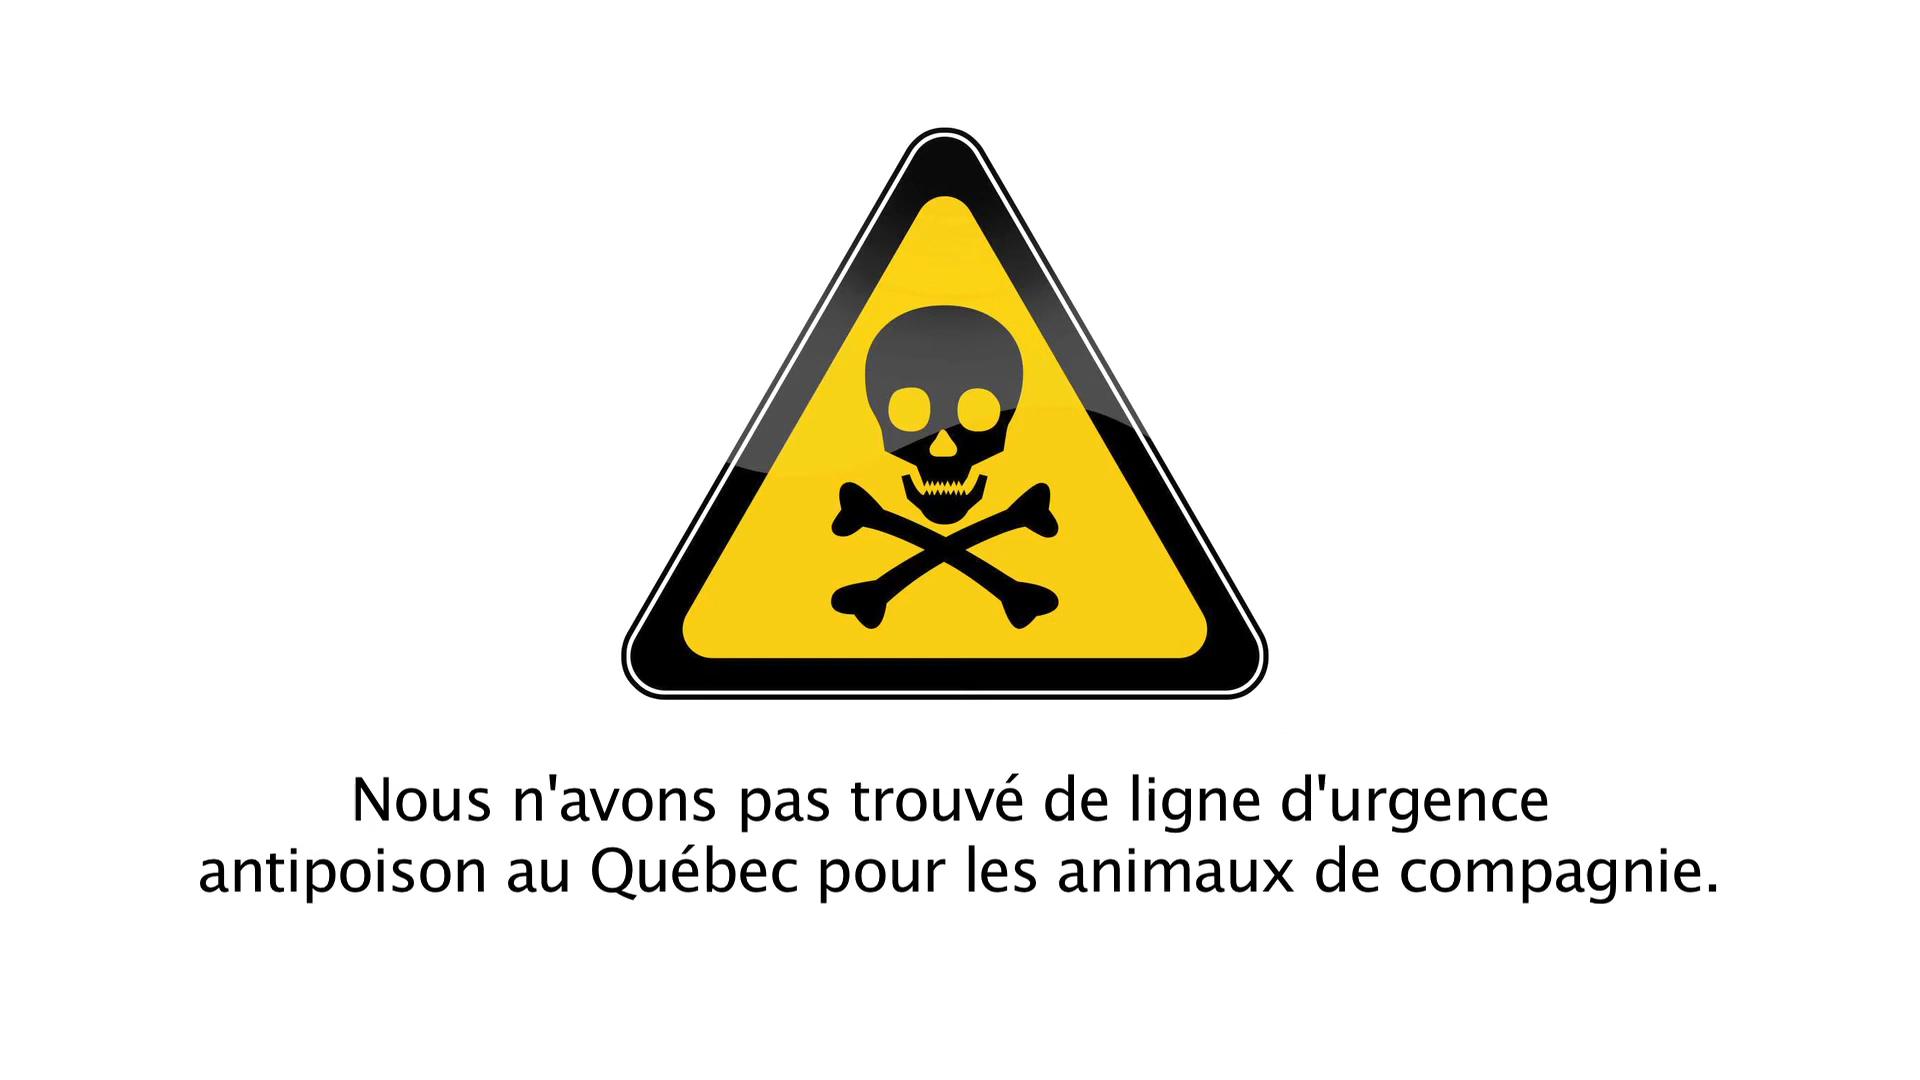 Nous n'avons pas trouvé de ligne d'urgence
antipoison au Québec pour les animaux de compagnie.